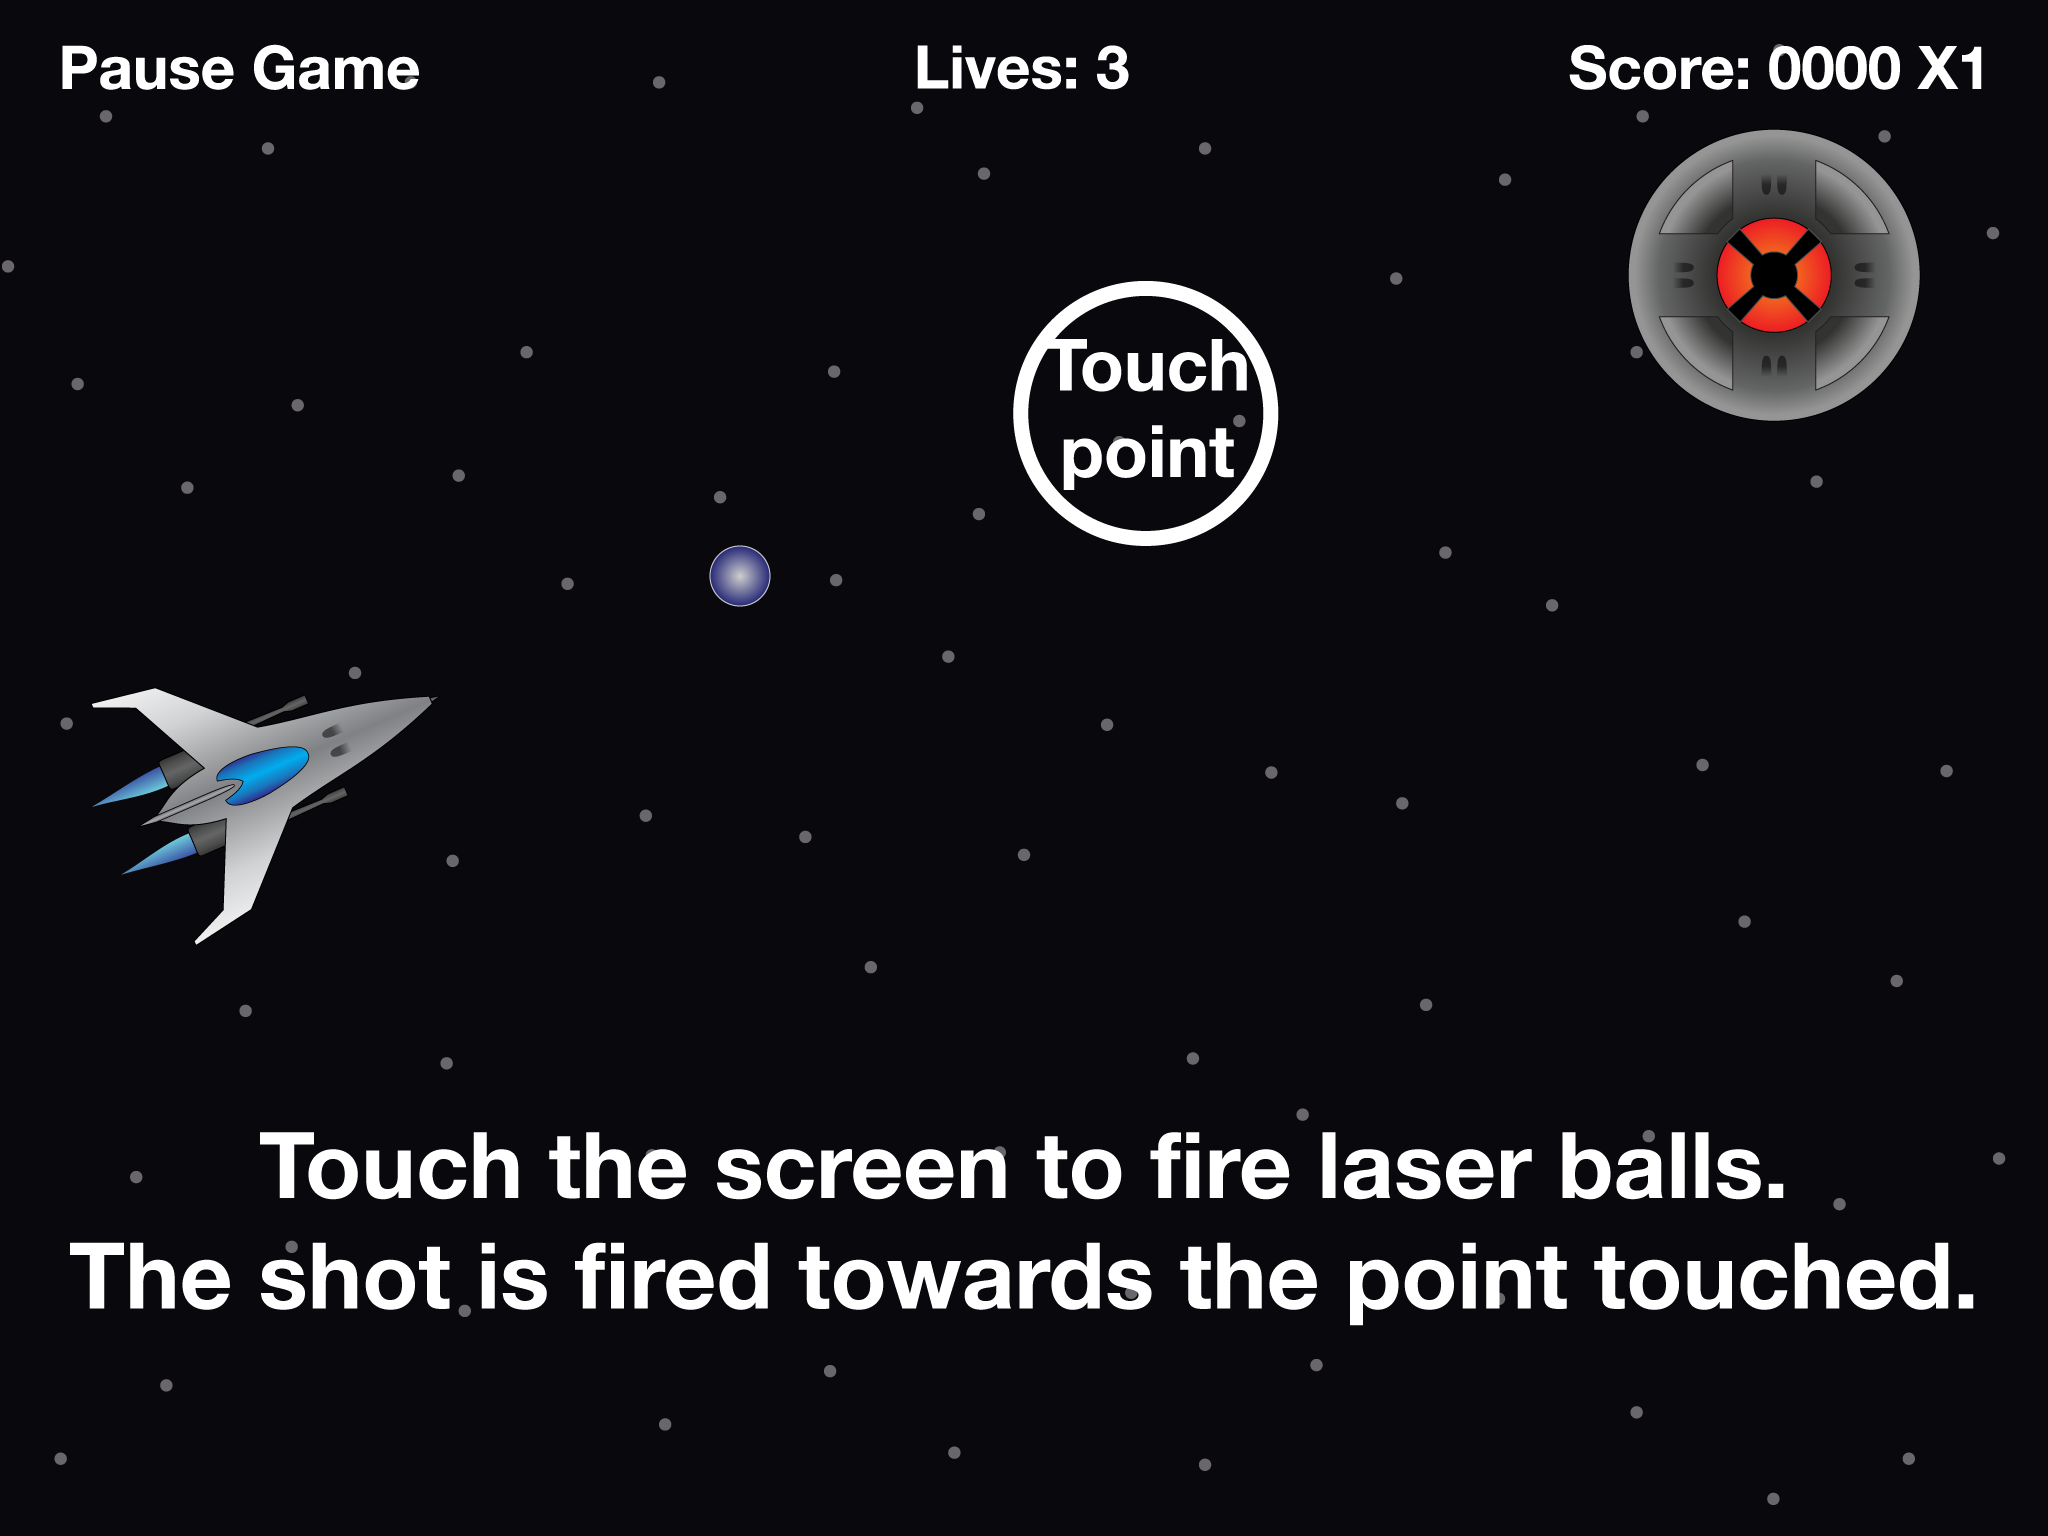 Pause Game
Lives: 3
Score: 0000 X1
Touch
point
Touch the screen to fire laser balls.
The shot is fired towards the point touched.